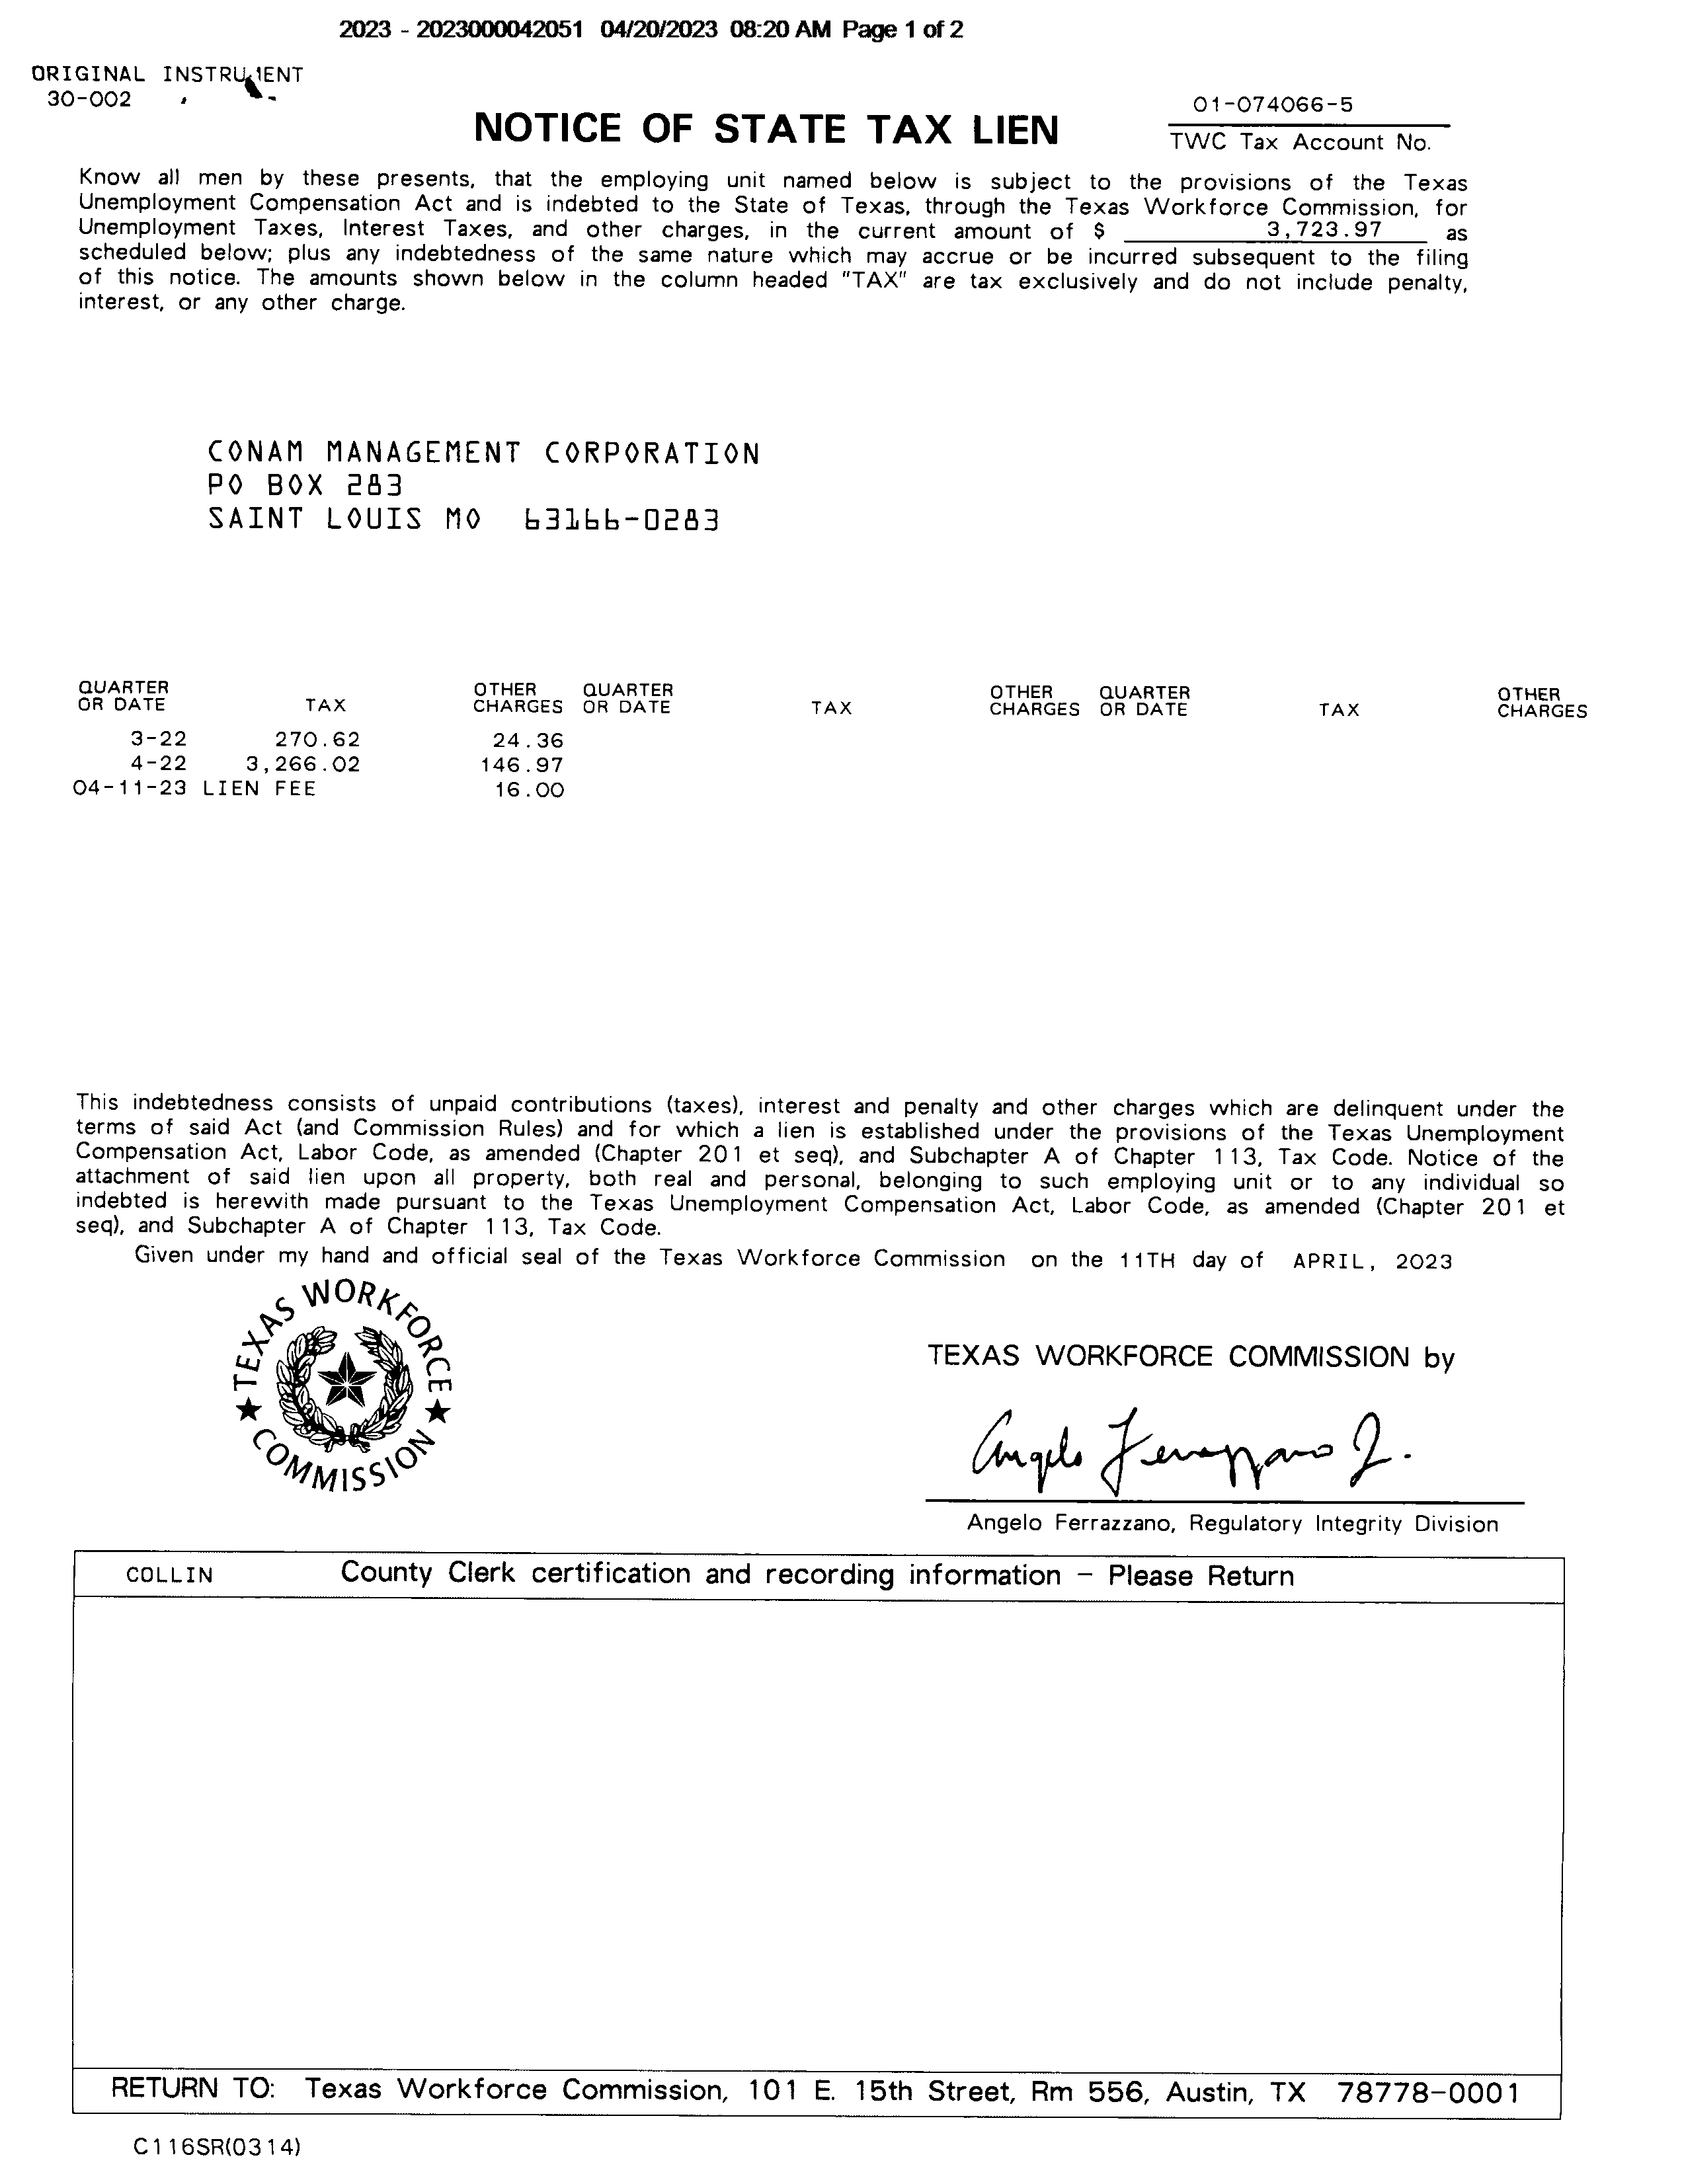 2023 - 2023000042051 04/20/2023 08:20 AM Page 1 of 2
ORIGINAL INSTRUMENT
30-002
NOTICE OF STATE TAX LIEN
01-074066-5
TWC Tax Account No.
Know all men by these presents, that the employing unit named below is subject to the provisions of the Texas
Unemployment Compensation Act and is indebted to the State of Texas, through the Texas Workforce Commission, for
Unemployment Taxes, Interest Taxes, and other charges, in the current amount of $ 3,723.97 as
scheduled below; plus any indebtedness of the same nature which may accrue or be incurred subsequent to the filing
of this notice. The amounts shown below in the column headed "TAX" are tax exclusively and do not include penalty,
interest, or any other charge.
CONAM MANAGEMENT CORPORATION
PO BOX 283
SAINT LOUIS MO 63166-0283
QUARTER OTHER QUARTER OTHER QUARTER OTHER
OR DATE TAX CHARGES OR DATE TAX CHARGES OR DATE TAX CHARGES
3-22 270.62 24.36
4-22 3,266.02 146.97
04-11-23 LIEN FEE 16.00
This indebtedness consists of unpaid contributions (taxes), interest and penalty and other charges which are delinquent under the
terms of said Act (and Commission Rules) and for which a lien is established under the provisions of the Texas Unemployment
Compensation Act, Labor Code, as amended (Chapter 201 et seq), and Subchapter A of Chapter 113, Tax Code. Notice of the
attachment of said lien upon all property, both real and personal, belonging to such employing unit or to any individual so
indebted is herewith made pursuant to the Texas Unemployment Compensation Act, Labor Code, as amended (Chapter 201 et
seq), and Subchapter A of Chapter 113, Tax Code.
Given under my hand and official seal of the Texas Workforce Commission on the 11TH day of APRIL, 2023
TEXAS WORKFORCE
COMMISSION
TEXAS WORKFORCE COMMISSION by
Angelo Ferrazzano J.
Angelo Ferrazzano, Regulatory Integrity Division
COLLIN County Clerk certification and recording information - Please Return
RETURN TO: Texas Workforce Commission, 101 E. 15th Street, Rm 556, Austin, TX 78778-0001
C116SR(0314)